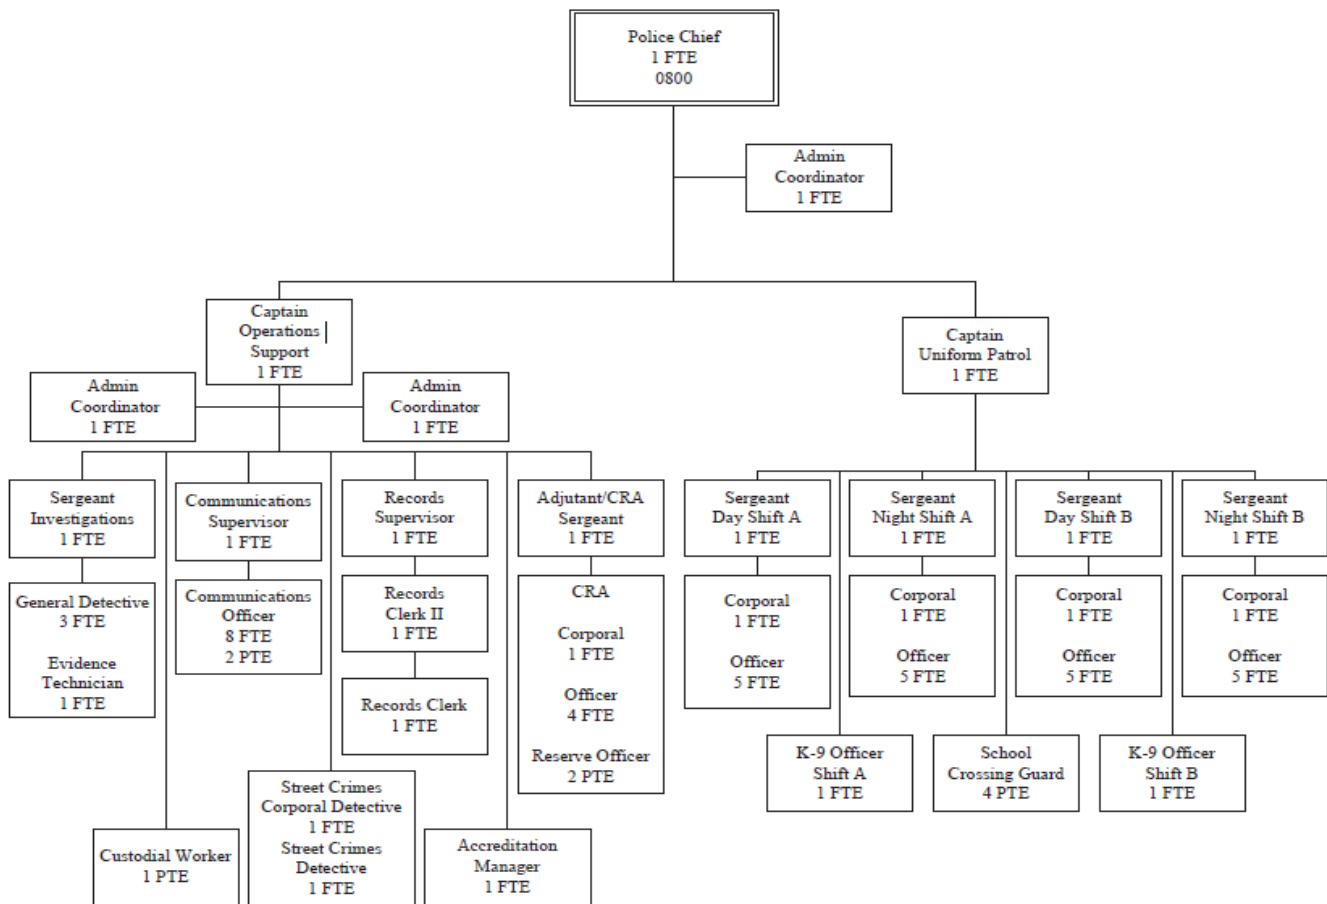 Police Chief
1 FTE
0800
Admin
Coordinator
1 FTE
Captain
Operations
Support
1 FTE
Captain
Uniform Patrol
1 FTE
Admin
Coordinator
1 FTE
Admin
Coordinator
1 FTE
Sergeant
Investigations
1 FTE
Communications
Supervisor
1 FTE
Records
Supervisor
1 FTE
Adjutant/CRA
Sergeant
1 FTE
Sergeant
Day Shift A
1 FTE
Sergeant
Night Shift A
1 FTE
Sergeant
Day Shift B
1 FTE
Sergeant
Night Shift B
1 FTE
General Detective
3 FTE
Evidence
Technician
1 FTE
Communications
Officer
8 FTE
2 PTE
Records
Clerk II
1 FTE
Records Clerk
1 FTE
CRA
Corporal
1 FTE
Officer
4 FTE
Reserve Officer
2 PTE
Corporal
1 FTE
Officer
5 FTE
Corporal
1 FTE
Officer
5 FTE
Corporal
1 FTE
Officer
5 FTE
Corporal
1 FTE
Officer
5 FTE
K-9 Officer
Shift A
1 FTE
School
Crossing Guard
4 PTE
K-9 Officer
Shift B
1 FTE
Custodial Worker
1 PTE
Street Crimes
Corporal Detective
1 FTE
Street Crimes
Detective
1 FTE
Accreditation
Manager
1 FTE